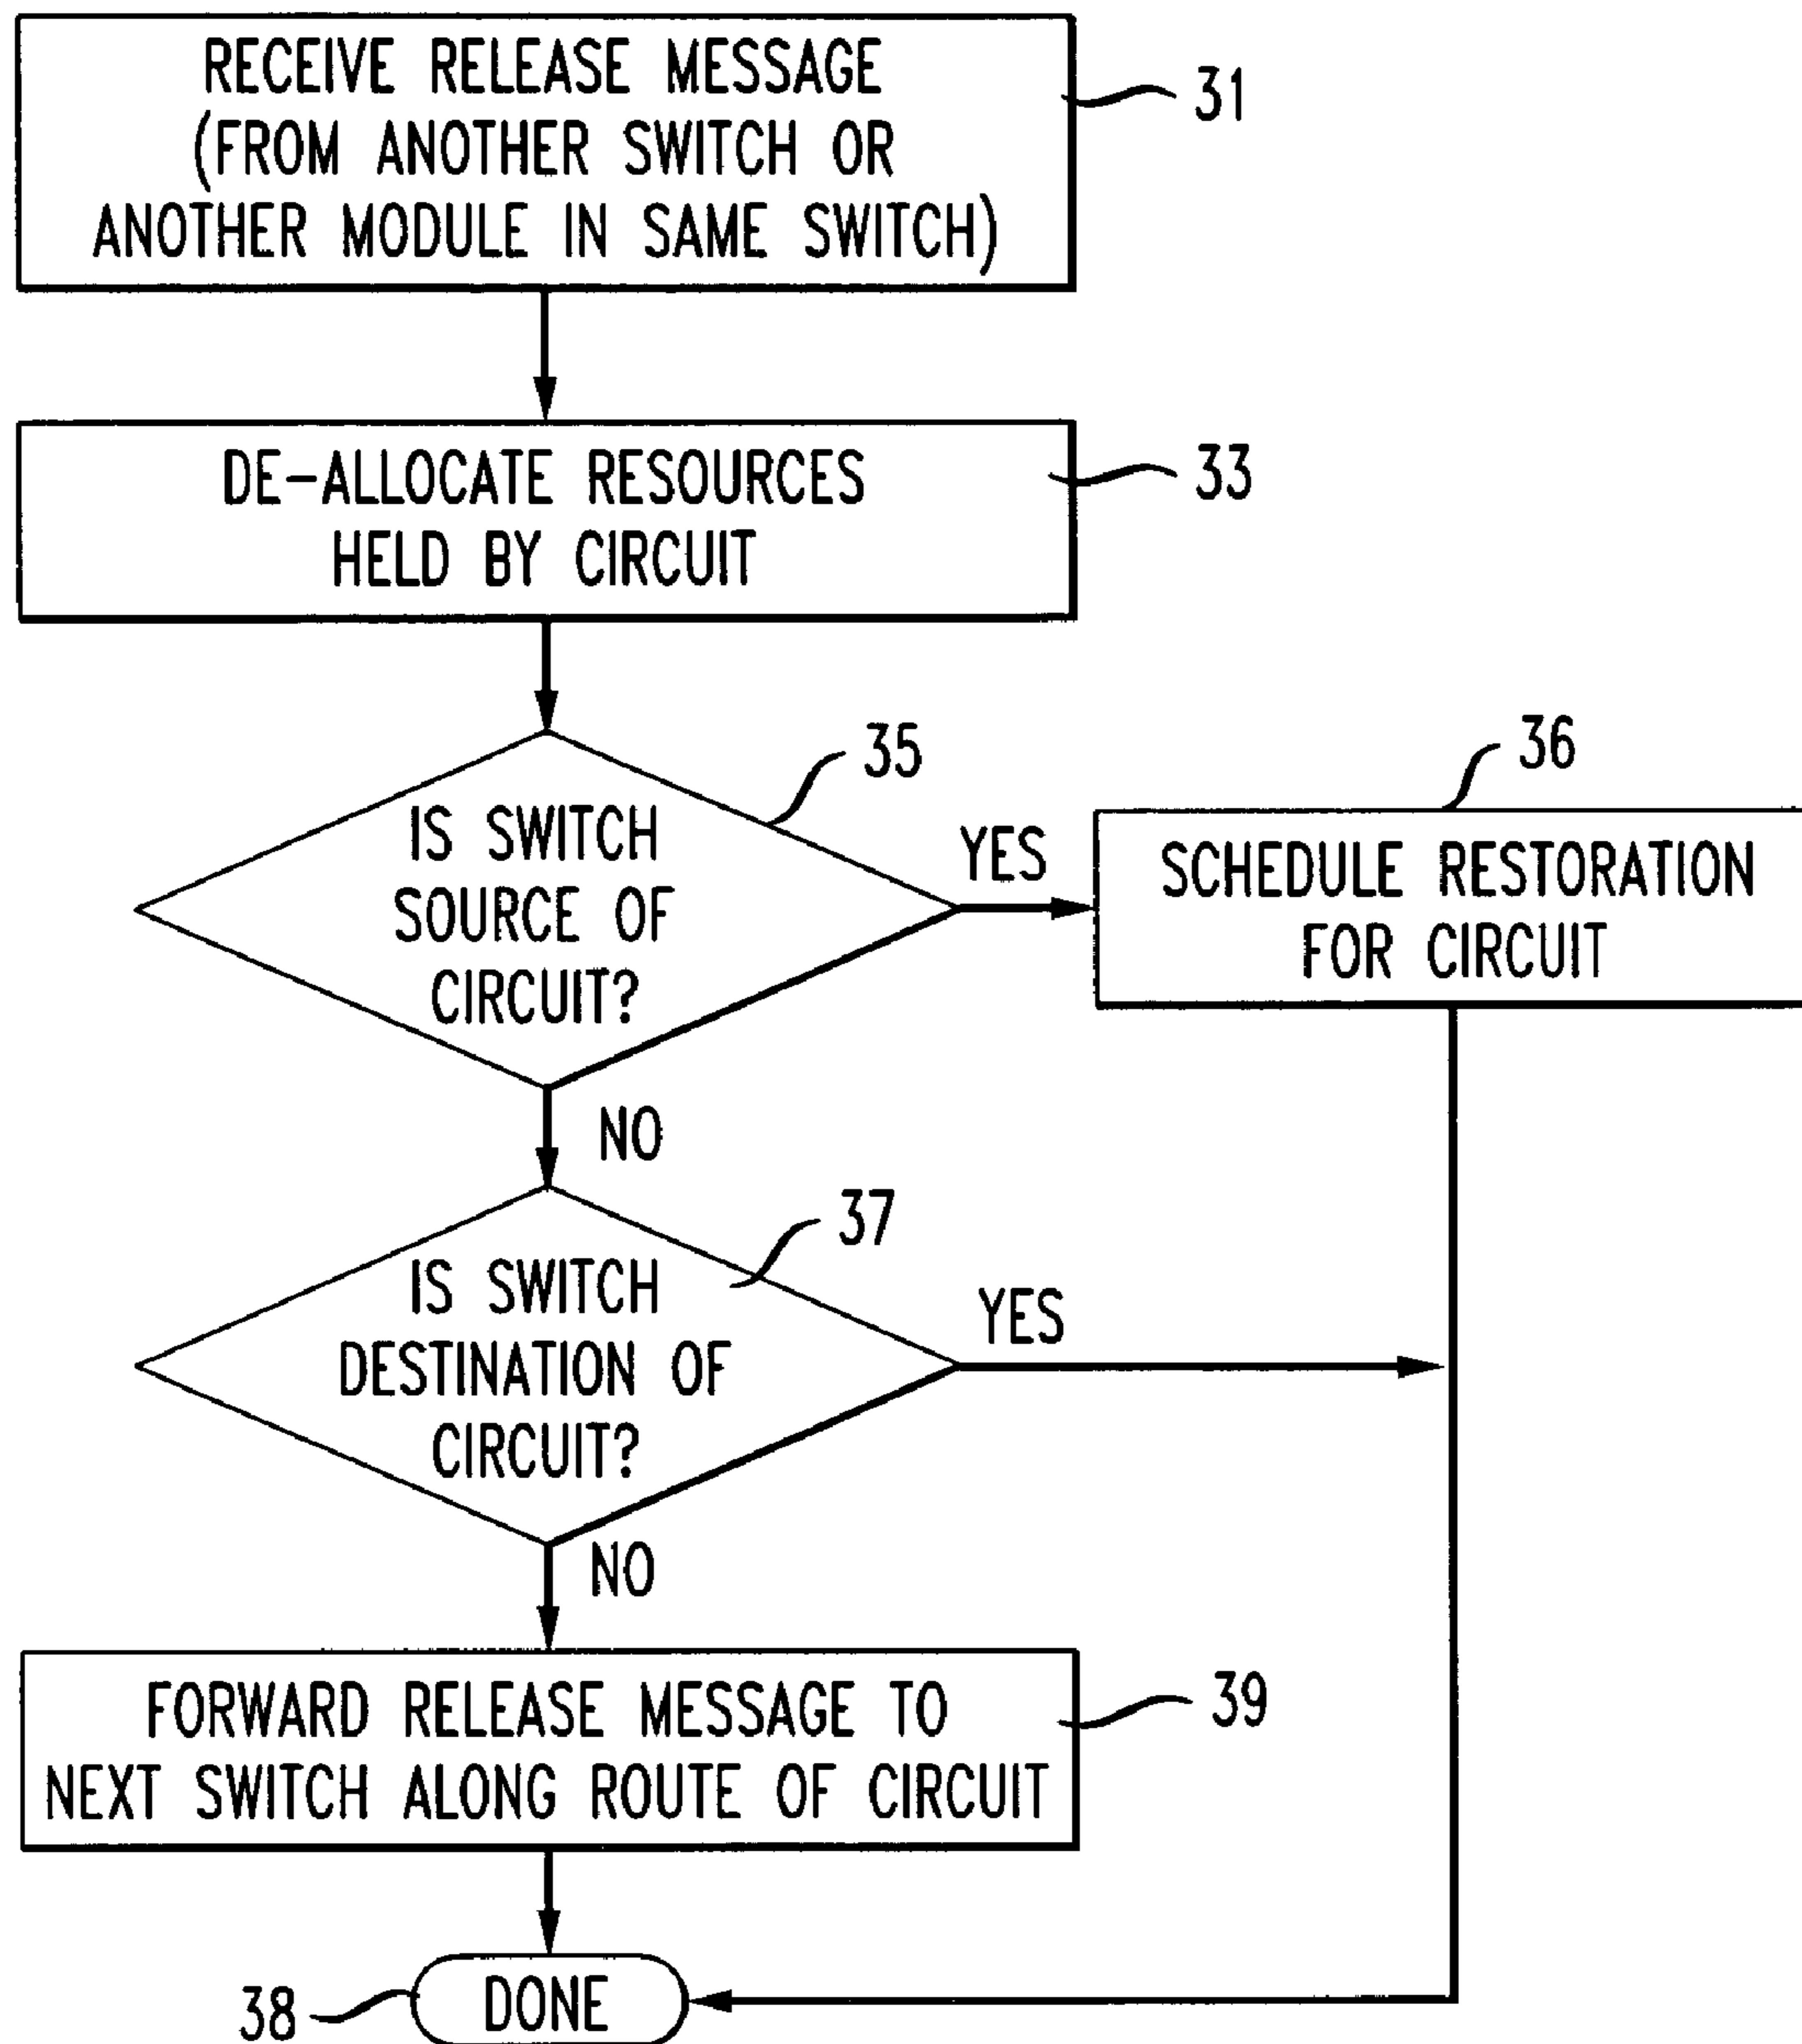 RECEIVE RELEASE MESSAGE
(FROM ANOTHER SWITCH OR
ANOTHER MODULE IN SAME SWITCH)
31
DE-ALLOCATE RESOURCES
HELD BY CIRCUIT
33
IS SWITCH
SOURCE OF
CIRCUIT?
35
YES
SCHEDULE RESTORATION
FOR CIRCUIT
36
NO
IS SWITCH
DESTINATION OF
CIRCUIT?
37
YES
NO
FORWARD RELEASE MESSAGE TO
NEXT SWITCH ALONG ROUTE OF CIRCUIT
39
38
DONE